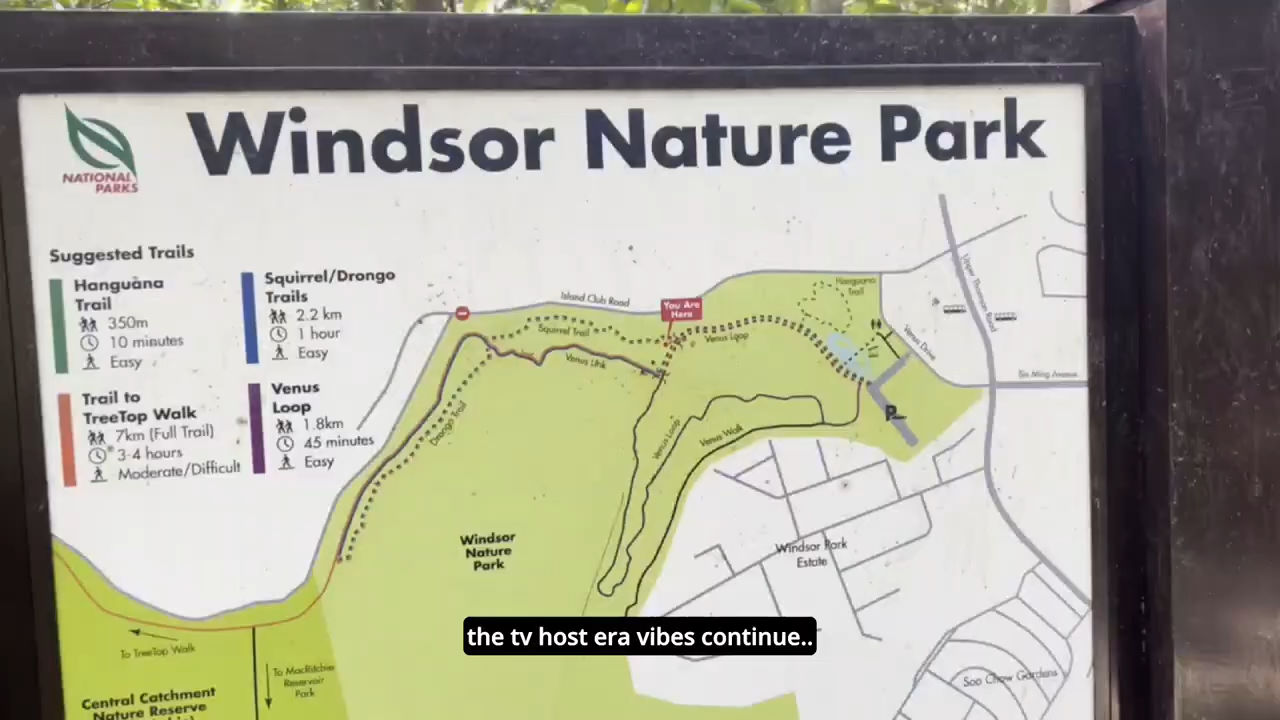 Windsor Nature Park
NATIONAL
PARKS
Suggested Trails
Hanguana
Trail
350m
10 minutes
Easy
Squirrel/Drongo
Trails
2.2 km
1 hour
Easy
Trail to
TreeTop Walk
7km (Full Trail)
3-4 hours
Moderate/Difficult
Venus
Loop
1.8km
45 minutes
Easy
Island Club Road
You Are
Here
Hanguana
Trail
Upper Thomson Road
Squirrel Trail
Venus Loop
Venus Drive
Venus Link
Sin Ming Avenue
Drongo Trail
Venus Loop
Venus Walk
P
Windsor
Nature
Park
Windsor Park
Estate
the tv host era vibes continue..
To TreeTop Walk
To MacRitchie
Reservoir
Park
Soo Chow Gardens
Central Catchment
Nature Reserve